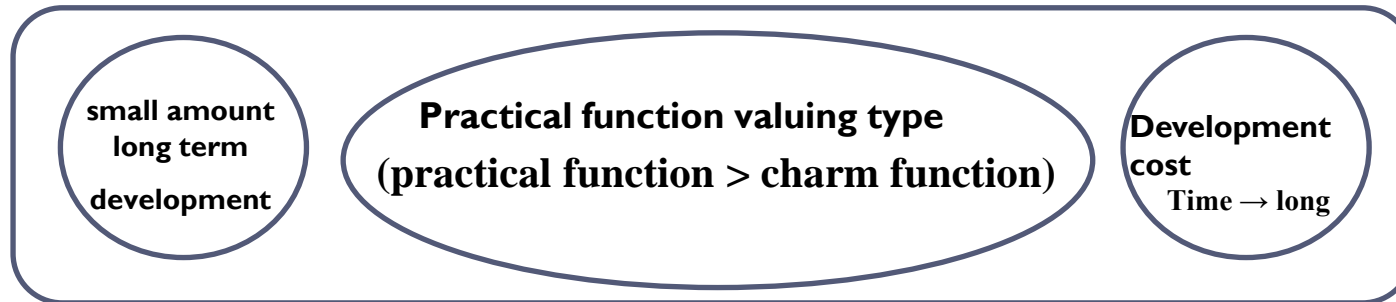 small amount
long term
development
Practical function valuing type
(practical function > charm function)
Development
cost
Time → long